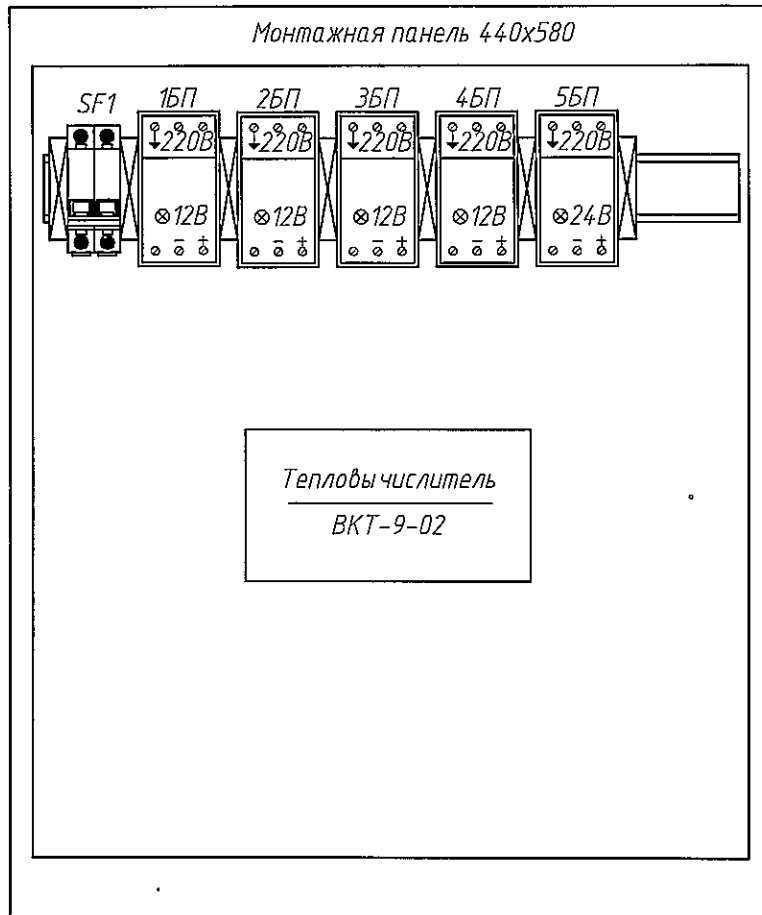 Монтажная панель 440х580
SF1 1БП 2БП 3БП 4БП 5БП
220В 220В 220В 220В 220В
12В 12В 12В 12В 24В
− + − + − + − + − +
Тепловычислитель
ВКТ-9-02